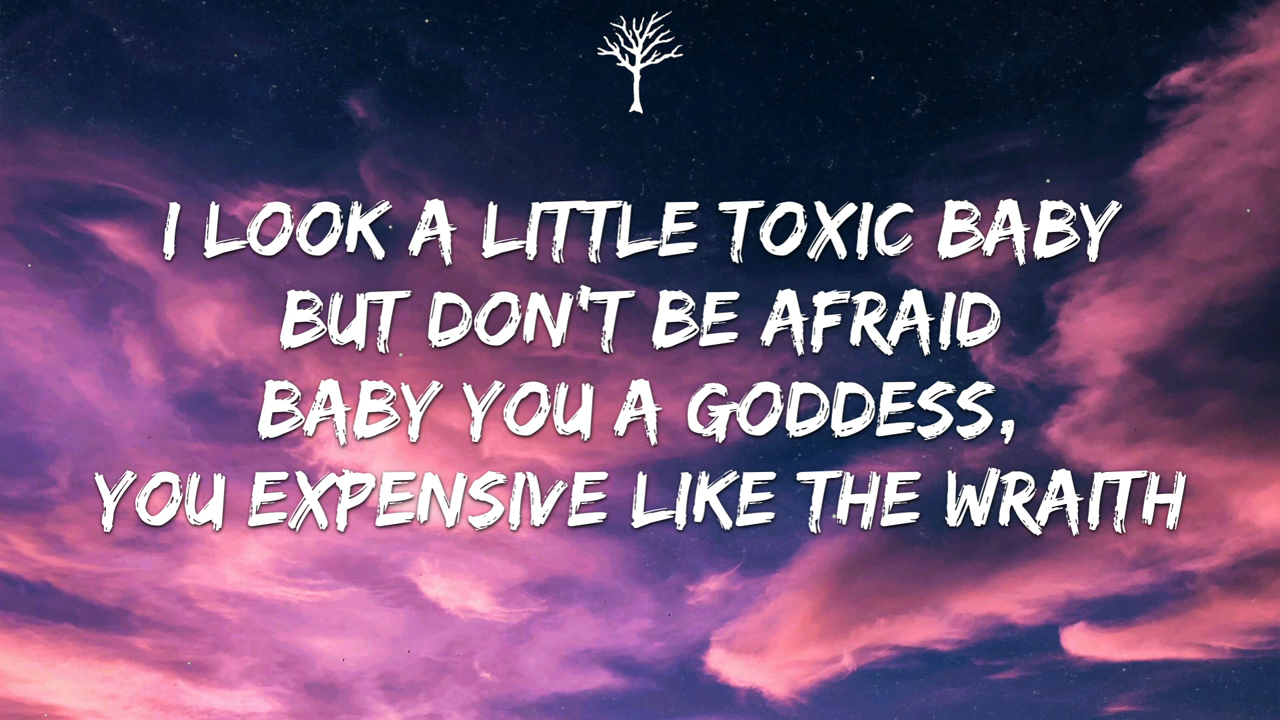 I LOOK A LITTLE TOXIC BABY
BUT DON'T BE AFRAID
BABY YOU A GODDESS,
YOU EXPENSIVE LIKE THE WRAITH